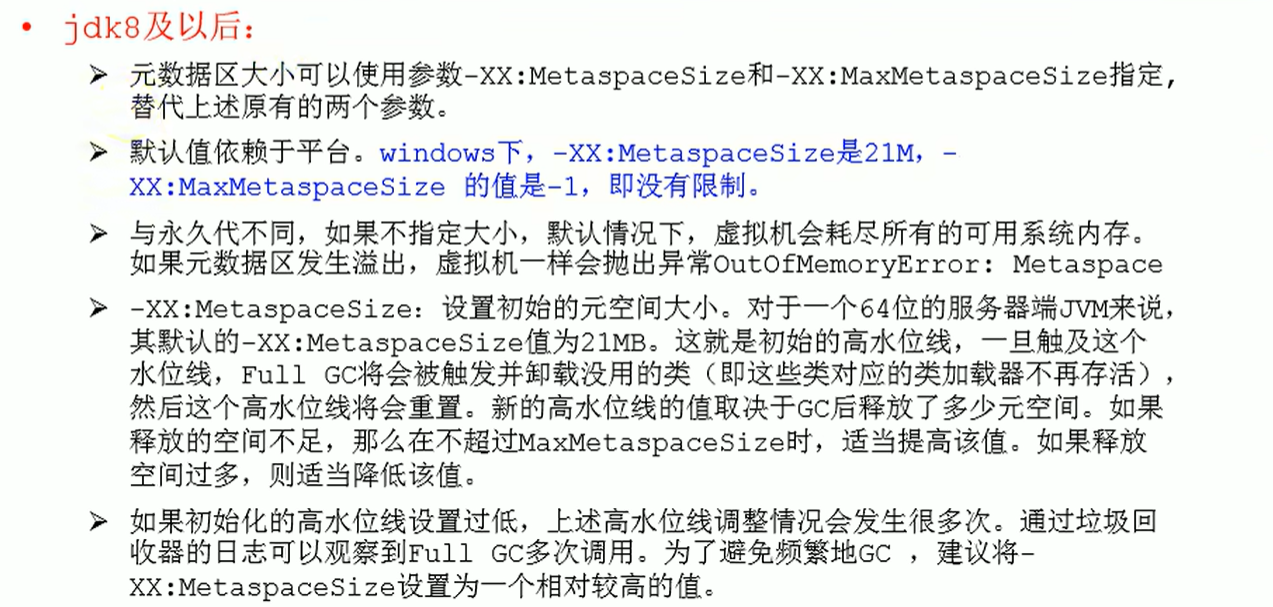 • jdk8及以后：
➢ 元数据区大小可以使用参数-XX:MetaspaceSize和-XX:MaxMetaspaceSize指定,
替代上述原有的两个参数。
➢ 默认值依赖于平台。windows下，-XX:MetaspaceSize是21M，-
XX:MaxMetaspaceSize 的值是-1，即没有限制。
➢ 与永久代不同，如果不指定大小，默认情况下，虚拟机会耗尽所有的可用系统内存。
如果元数据区发生溢出，虚拟机一样会抛出异常OutOfMemoryError: Metaspace
➢ -XX:MetaspaceSize：设置初始的元空间大小。对于一个64位的服务器端JVM来说，
其默认的-XX:MetaspaceSize值为21MB。这就是初始的高水位线，一旦触及这个
水位线，Full GC将会被触发并卸载没用的类（即这些类对应的类加载器不再存活），
然后这个高水位线将会重置。新的高水位线的值取决于GC后释放了多少元空间。如果
释放的空间不足，那么在不超过MaxMetaspaceSize时，适当提高该值。如果释放
空间过多，则适当降低该值。
➢ 如果初始化的高水位线设置过低，上述高水位线调整情况会发生很多次。通过垃圾回
收器的日志可以观察到Full GC多次调用。为了避免频繁地GC ，建议将-
XX:MetaspaceSize设置为一个相对较高的值。